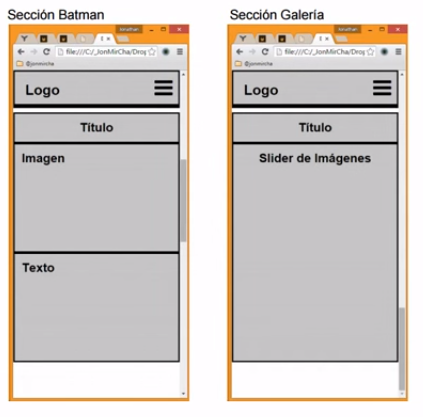 Sección Batman
Jonathan
file:///C:/_JonMirCha/Drop
@jonmircha
Logo
Título
Imagen
Texto
Sección Galería
Jonathan
file:///C:/_JonMirCha/Drop
@jonmircha
Logo
Título
Slider de Imágenes